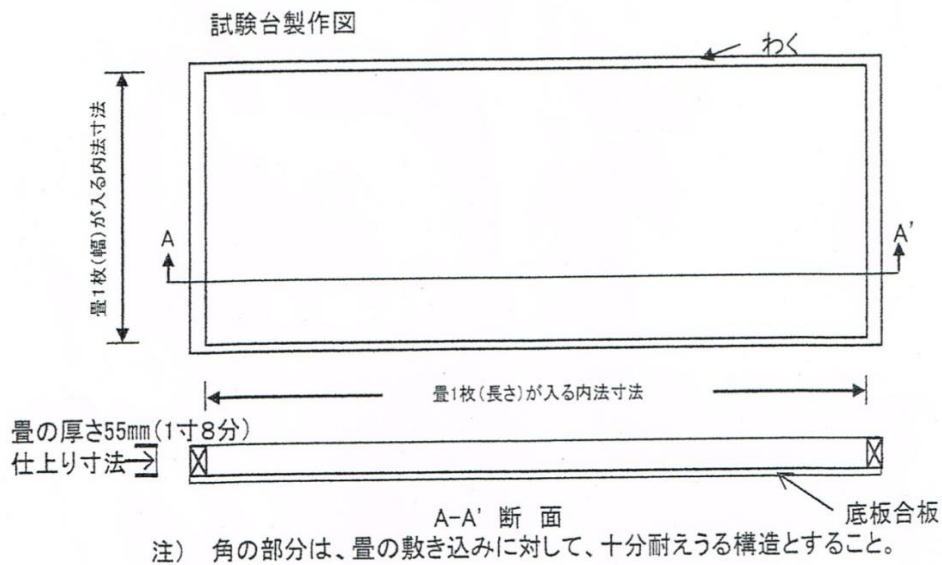 試験台製作図
わく
畳1枚(幅)が入る内法寸法
A
A'
畳1枚(長さ)が入る内法寸法
畳の厚さ55mm(1寸8分)
仕上り寸法
A-A' 断 面
底板合板
注) 角の部分は、畳の敷き込みに対して、十分耐えうる構造とすること。